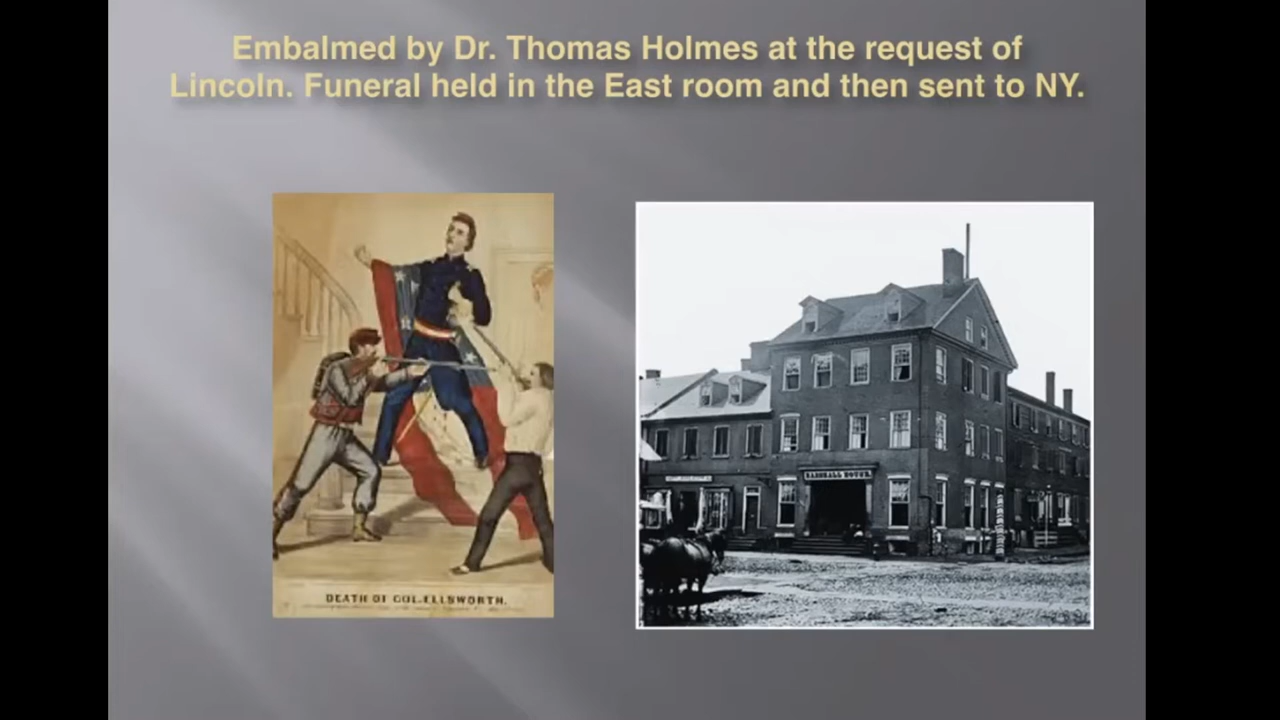 Embalmed by Dr. Thomas Holmes at the request of
Lincoln. Funeral held in the East room and then sent to NY.
MARSHALL HOUSE
DEATH OF COL. ELLSWORTH.